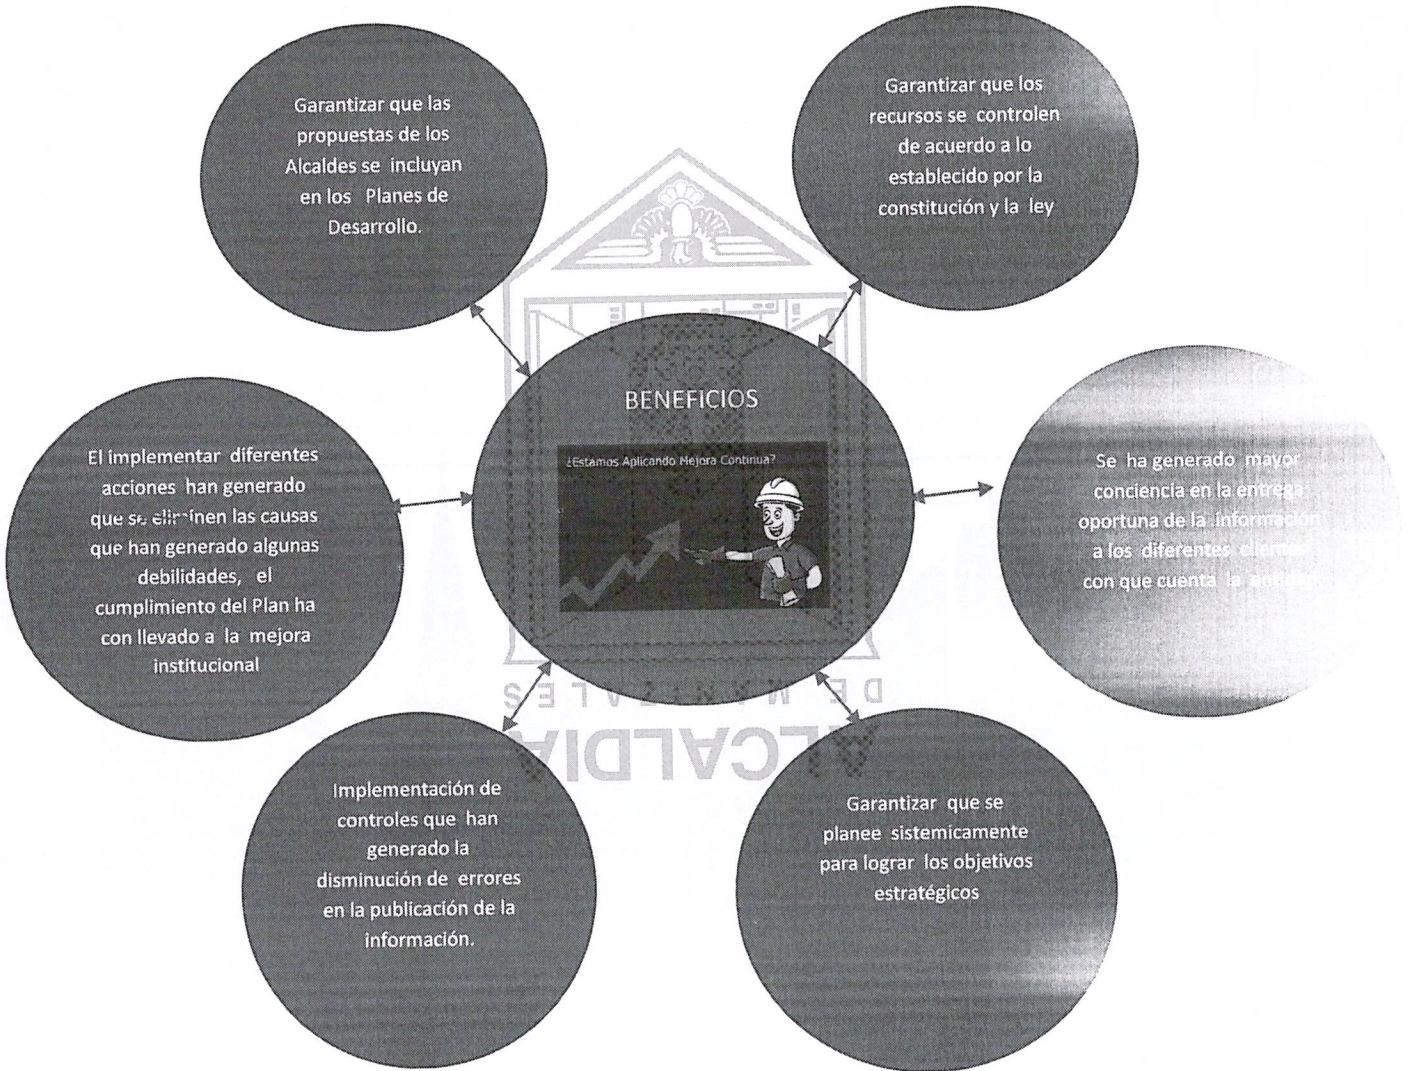 Garantizar que las
propuestas de los
Alcaldes se incluyan
en los Planes de
Desarrollo.
Garantizar que los
recursos se controlen
de acuerdo a lo
establecido por la
constitución y la ley
BENEFICIOS
¿Estamos Aplicando Mejora Continua?
El implementar diferentes
acciones han generado
que se eliminen las causas
que han generado algunas
debilidades, el
cumplimiento del Plan ha
con llevado a la mejora
institucional
Se ha generado mayor
conciencia en la entrega
oportuna de la información
a los diferentes clientes
con que cuenta la entidad
Implementación de
controles que han
generado la
disminución de errores
en la publicación de la
información.
Garantizar que se
planee sistemicamente
para lograr los objetivos
estratégicos
ALCALDIA
DE MANIZALES